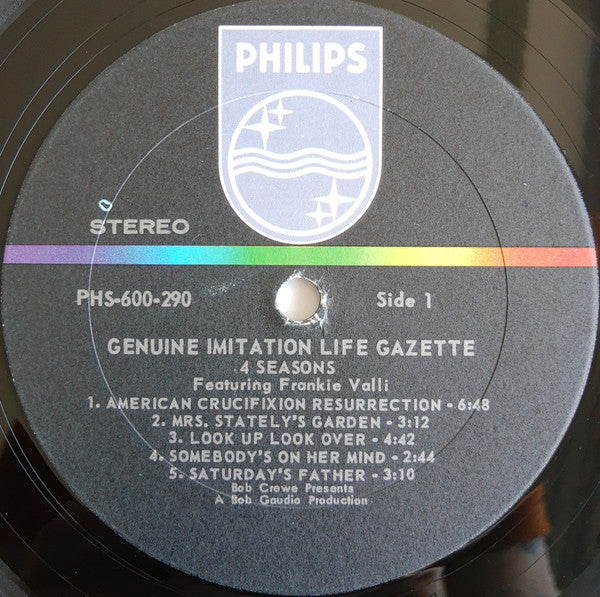 PHILIPS
STEREO
PHS-600-290 Side 1
GENUINE IMITATION LIFE GAZETTE
4 SEASONS
Featuring Frankie Valli
1. AMERICAN CRUCIFIXION RESURRECTION - 6:48
2. MRS. STATELY'S GARDEN - 3:12
3. LOOK UP LOOK OVER - 4:42
4. SOMEBODY'S ON HER MIND - 2:44
5. SATURDAY'S FATHER - 3:10
Bob Crewe Presents
A Bob Gaudio Production